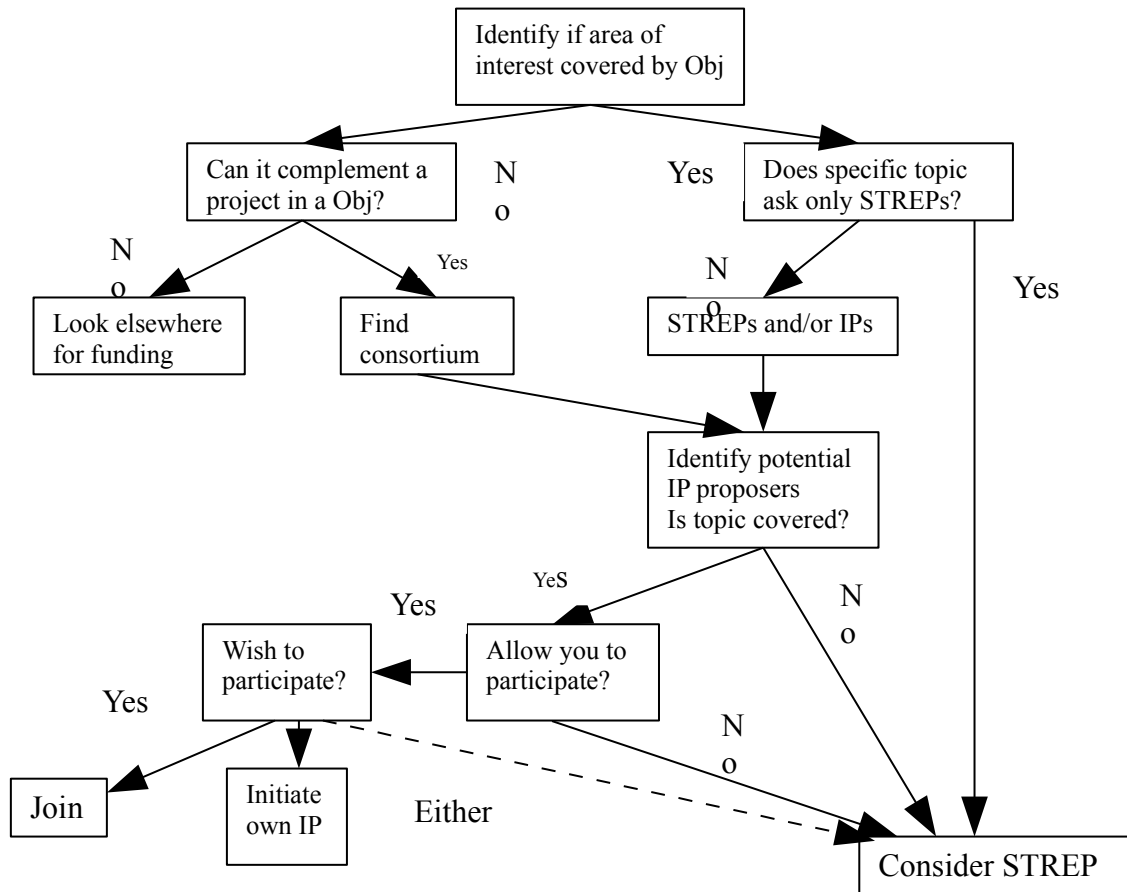 Identify if area of
interest covered by Obj
Can it complement a
project in a Obj?
N
o
Yes
Does specific topic
ask only STREPs?
N
o
Yes
N
o
Yes
Look elsewhere
for funding
Find
consortium
STREPs and/or IPs
Identify potential
IP proposers
Is topic covered?
Yes
N
o
Yes
Wish to
participate?
Allow you to
participate?
Yes
N
o
Join
Initiate
own IP
Either
Consider STREP